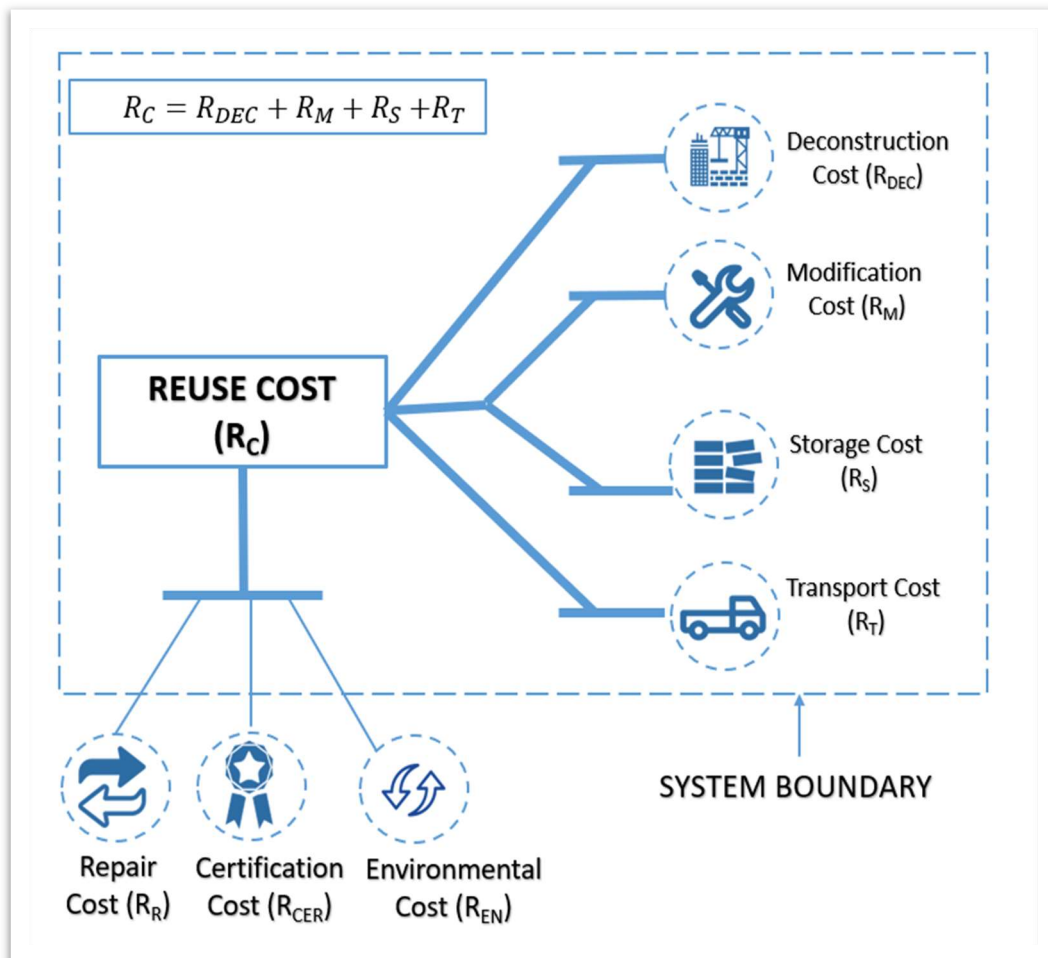 R_C = R_DEC + R_M + R_S +R_T
Deconstruction
Cost (R_DEC)
Modification
Cost (R_M)
REUSE COST
(R_C)
Storage Cost
(R_S)
Transport Cost
(R_T)
SYSTEM BOUNDARY
Repair
Cost (R_R)
Certification
Cost (R_CER)
Environmental
Cost (R_EN)